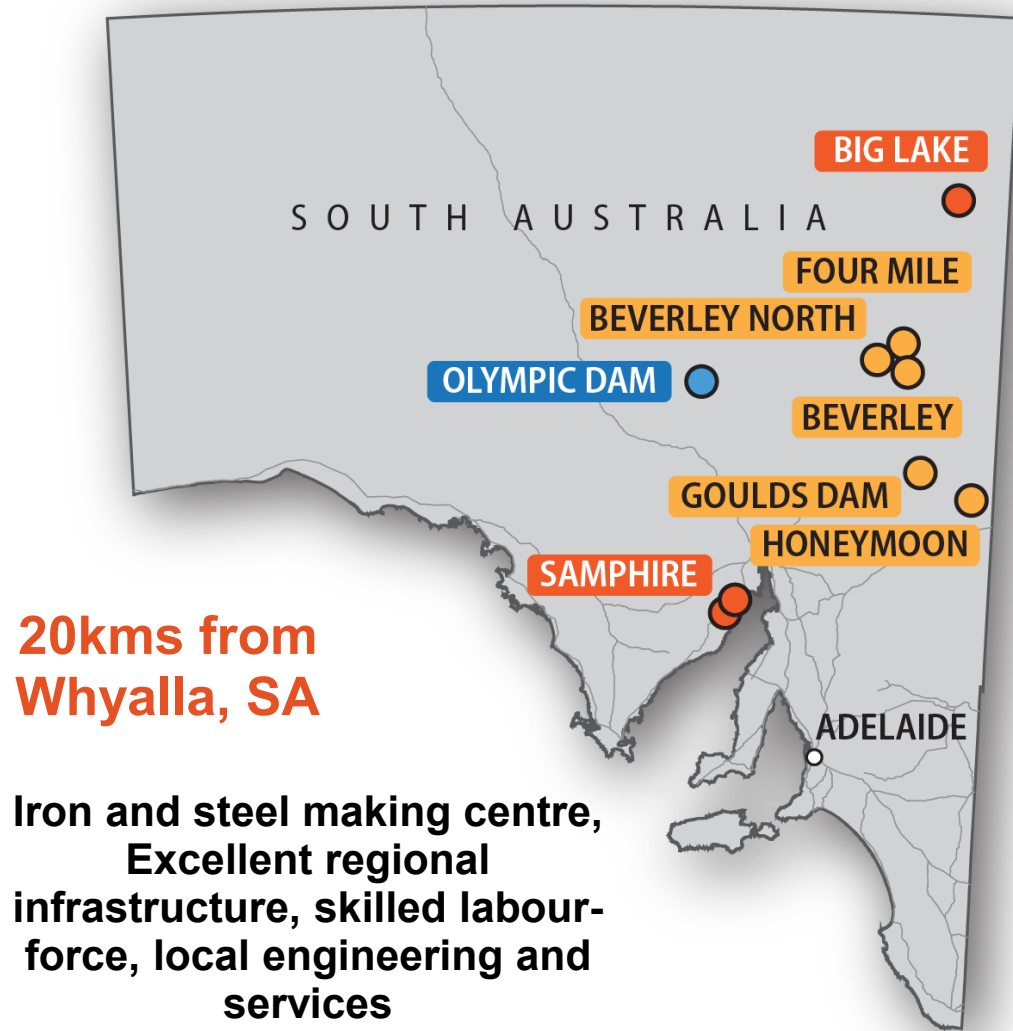 BIG LAKE
SOUTH AUSTRALIA
FOUR MILE
BEVERLEY NORTH
OLYMPIC DAM
BEVERLEY
GOULDS DAM
HONEYMOON
SAMPHIRE
20kms from
Whyalla, SA
ADELAIDE
Iron and steel making centre,
Excellent regional
infrastructure, skilled labour-
force, local engineering and
services